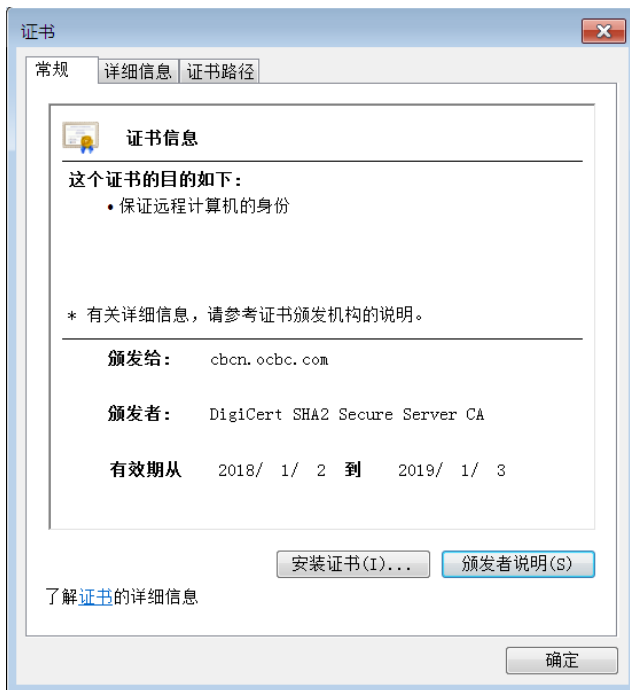 证书
常规 详细信息 证书路径
证书信息
这个证书的目的如下:
• 保证远程计算机的身份
* 有关详细信息，请参考证书颁发机构的说明。
颁发给: cbcn.ocbc.com
颁发者: DigiCert SHA2 Secure Server CA
有效期从 2018/ 1/ 2 到 2019/ 1/ 3
安装证书(I)... 颁发者说明(S)
了解证书的详细信息
确定